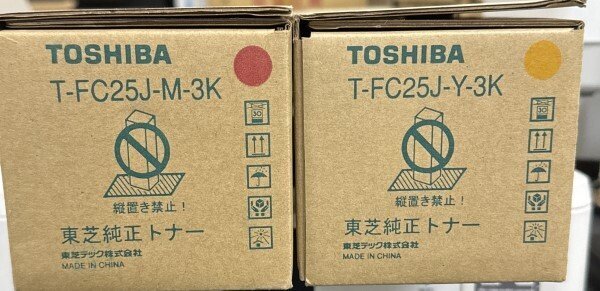 TOSHIBA
T-FC25J-M-3K
30
縦置き禁止!
東芝純正トナー
東芝テック株式会社
MADE IN CHINA
TOSHIBA
T-FC25J-Y-3K
30
縦置き禁止!
東芝純正トナー
東芝テック株式会社
MADE IN CHINA